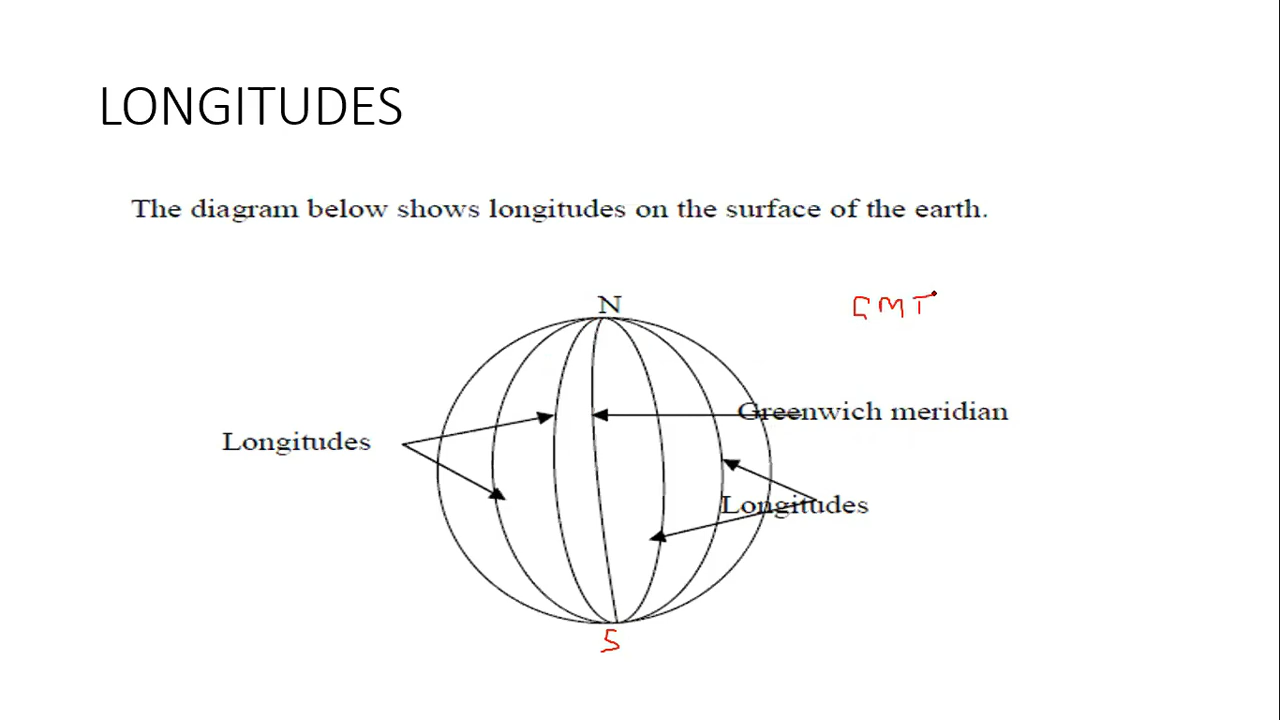 LONGITUDES
The diagram below shows longitudes on the surface of the earth.
N
GMT
Greenwich meridian
Longitudes
Longitudes
S